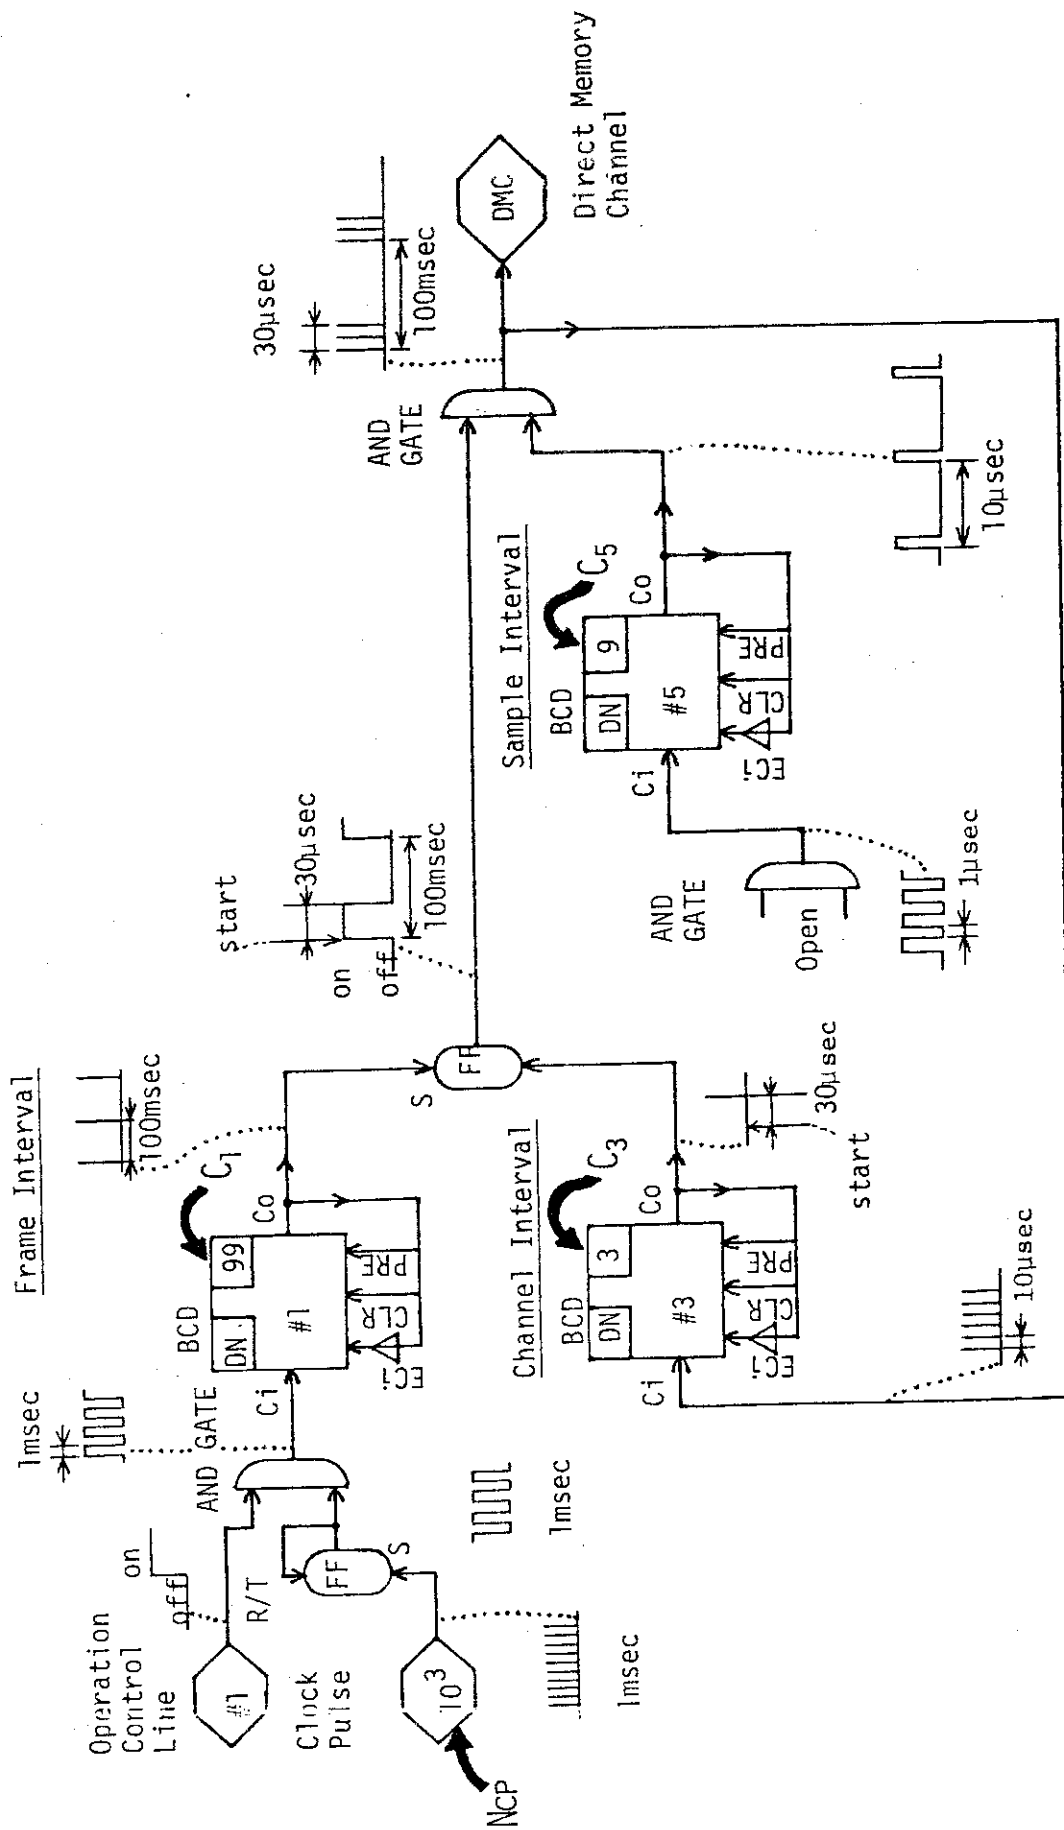 Operation
Control
Line
#1
on
off
R/T
Clock
Pulse
10³
NCP
1msec
FF
S
1msec
1msec
AND GATE
Frame Interval
BCD
DN
99
C1
#1
Ci
Co
ECi
CLR
PRE
100msec
Channel Interval
BCD
DN
3
C3
#3
Ci
Co
ECi
CLR
PRE
10µsec
start
30µsec
S
FF
start
on
off
30µsec
100msec
AND
GATE
Open
1µsec
Sample Interval
BCD
DN
9
C5
#5
Ci
Co
ECi
CLR
PRE
10µsec
AND
GATE
30µsec
100msec
DMC
Direct Memory
Channel